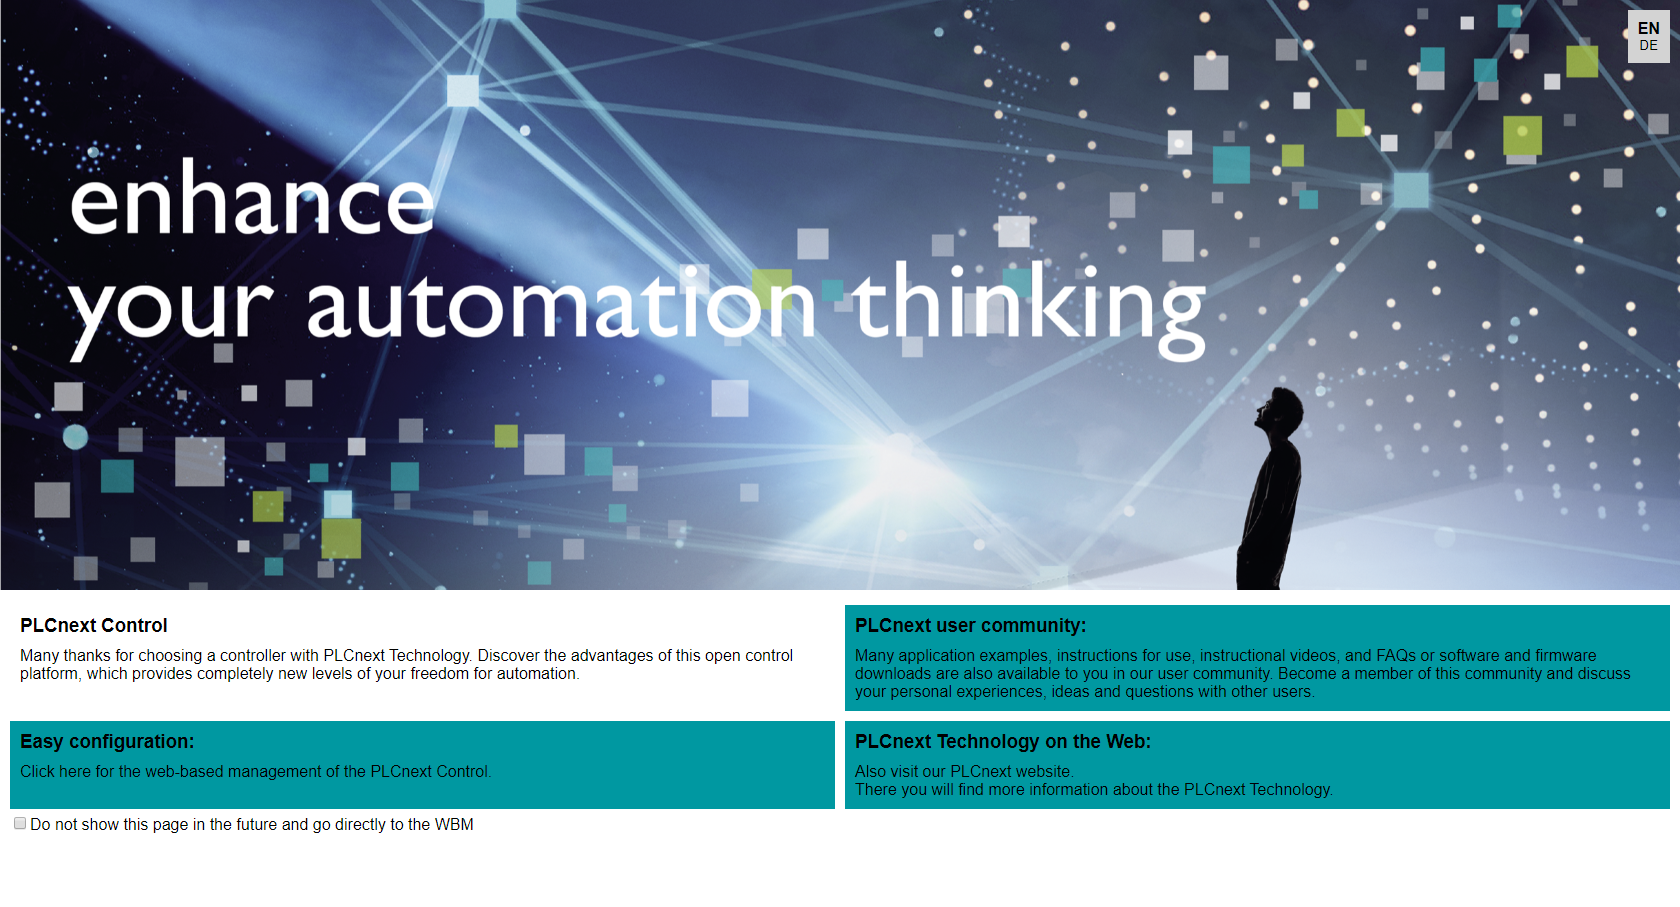 EN
DE
enhance
your automation thinking
PLCnext Control
Many thanks for choosing a controller with PLCnext Technology. Discover the advantages of this open control
platform, which provides completely new levels of your freedom for automation.
PLCnext user community:
Many application examples, instructions for use, instructional videos, and FAQs or software and firmware
downloads are also available to you in our user community. Become a member of this community and discuss
your personal experiences, ideas and questions with other users.
Easy configuration:
Click here for the web-based management of the PLCnext Control.
PLCnext Technology on the Web:
Also visit our PLCnext website.
There you will find more information about the PLCnext Technology.
Do not show this page in the future and go directly to the WBM